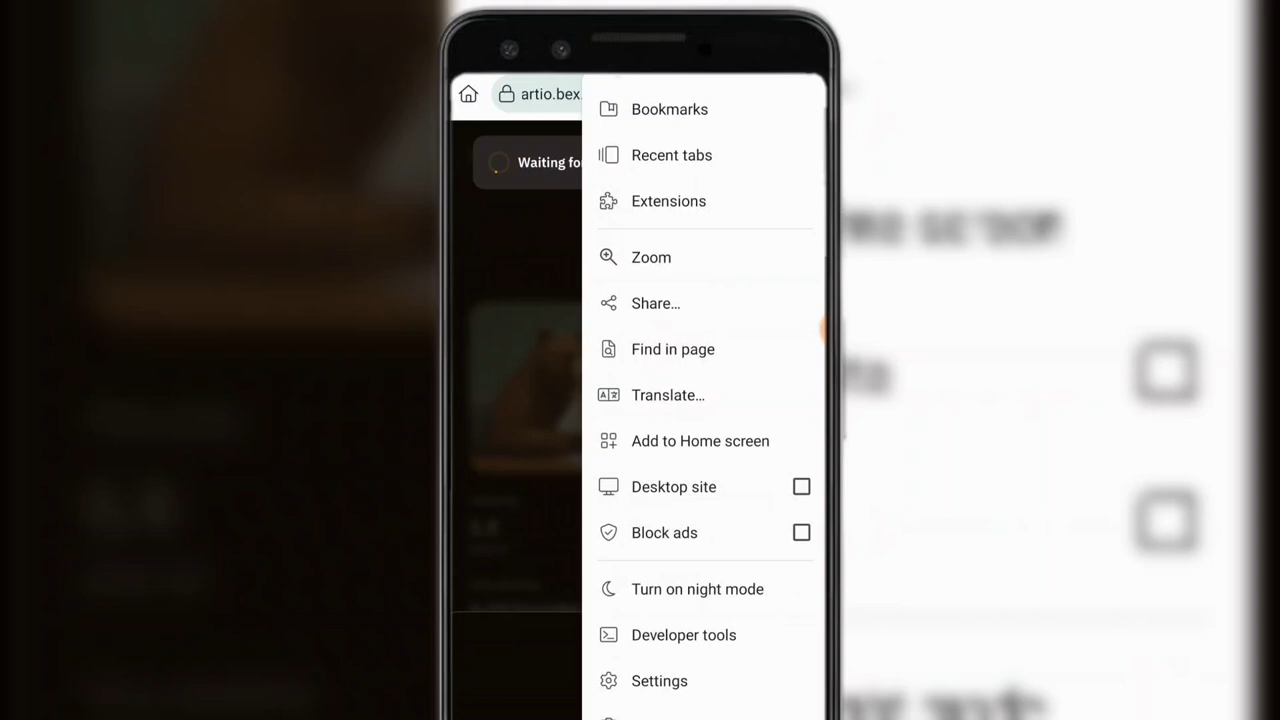 artio.bex.
Waiting fo
Bookmarks
Recent tabs
Extensions
Zoom
Share...
Find in page
Translate...
Add to Home screen
Desktop site
Block ads
Turn on night mode
Developer tools
Settings